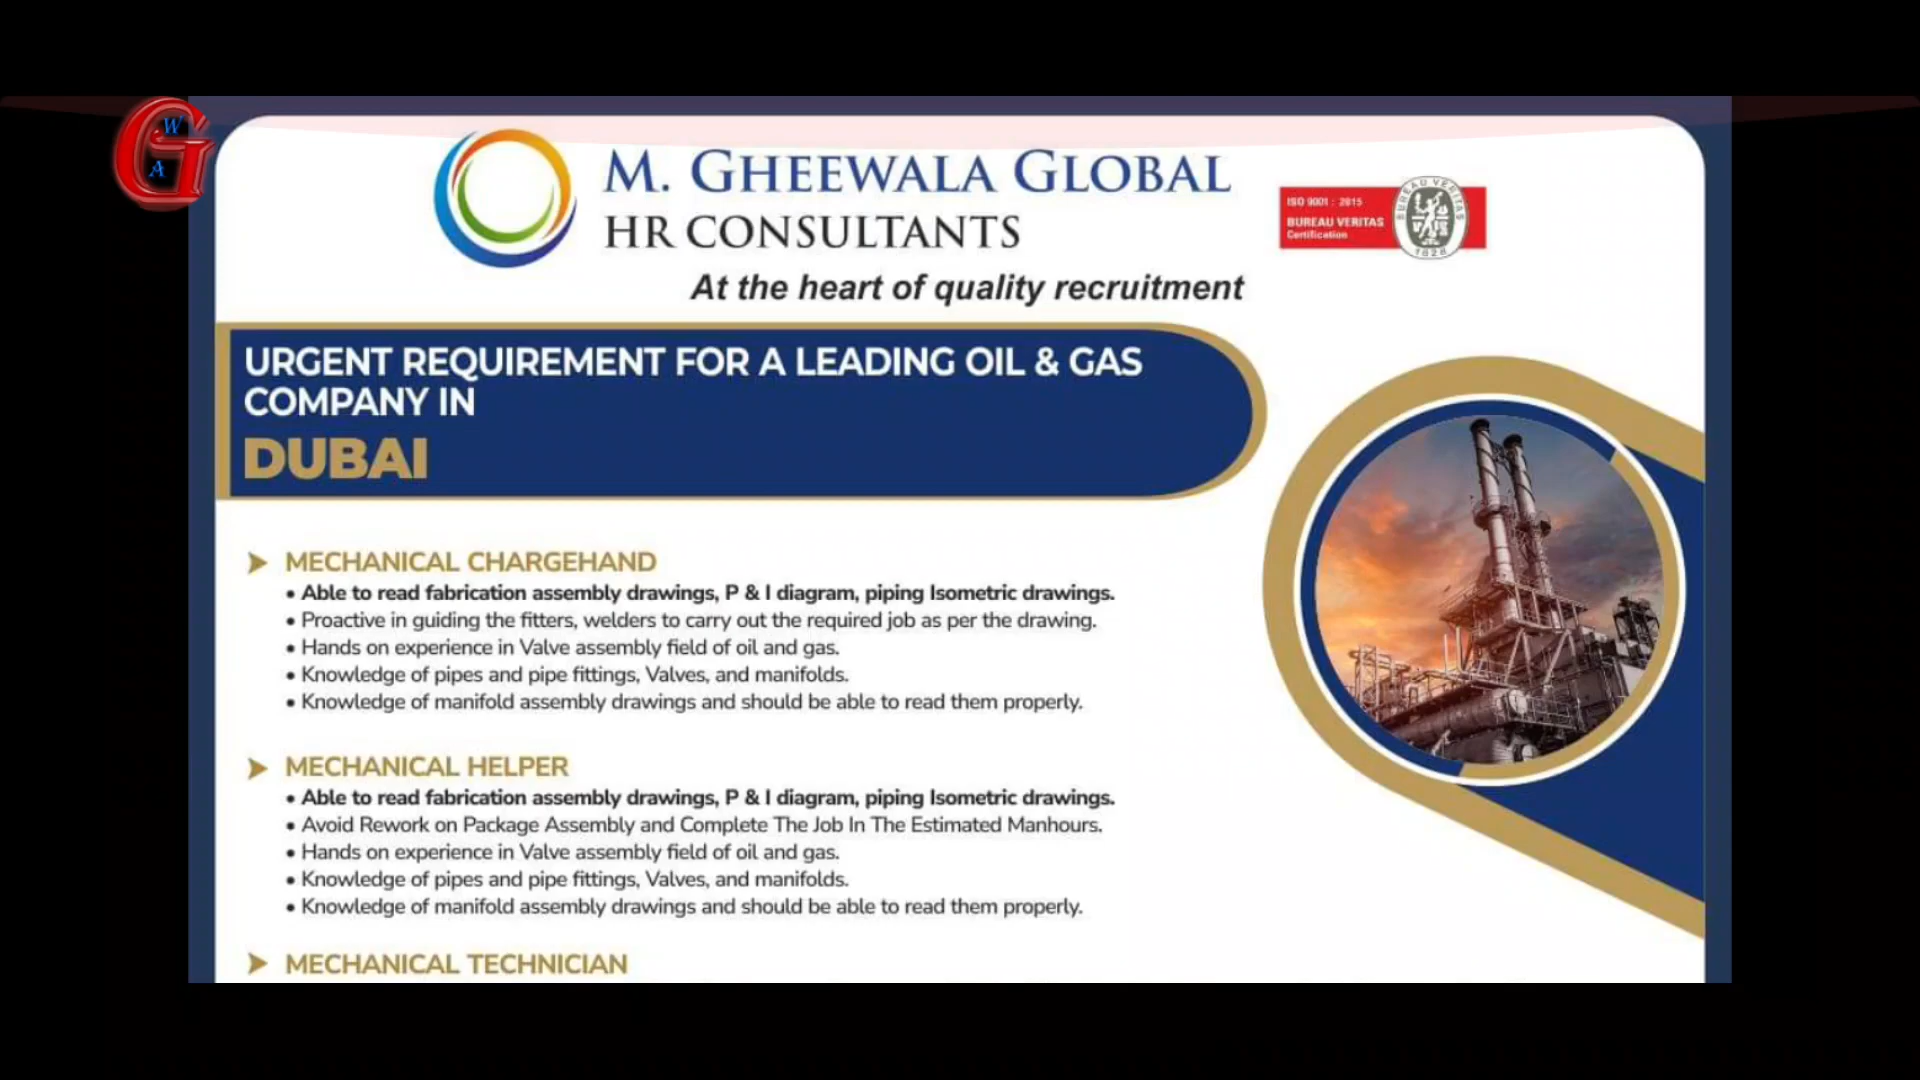 G W A
M. GHEEWALA GLOBAL
HR CONSULTANTS
At the heart of quality recruitment
ISO 9001 : 2015
BUREAU VERITAS
Certification
BUREAU VERITAS
1828
URGENT REQUIREMENT FOR A LEADING OIL & GAS
COMPANY IN
DUBAI
MECHANICAL CHARGEHAND
• Able to read fabrication assembly drawings, P & I diagram, piping Isometric drawings.
• Proactive in guiding the fitters, welders to carry out the required job as per the drawing.
• Hands on experience in Valve assembly field of oil and gas.
• Knowledge of pipes and pipe fittings, Valves, and manifolds.
• Knowledge of manifold assembly drawings and should be able to read them properly.
MECHANICAL HELPER
• Able to read fabrication assembly drawings, P & I diagram, piping Isometric drawings.
• Avoid Rework on Package Assembly and Complete The Job In The Estimated Manhours.
• Hands on experience in Valve assembly field of oil and gas.
• Knowledge of pipes and pipe fittings, Valves, and manifolds.
• Knowledge of manifold assembly drawings and should be able to read them properly.
MECHANICAL TECHNICIAN